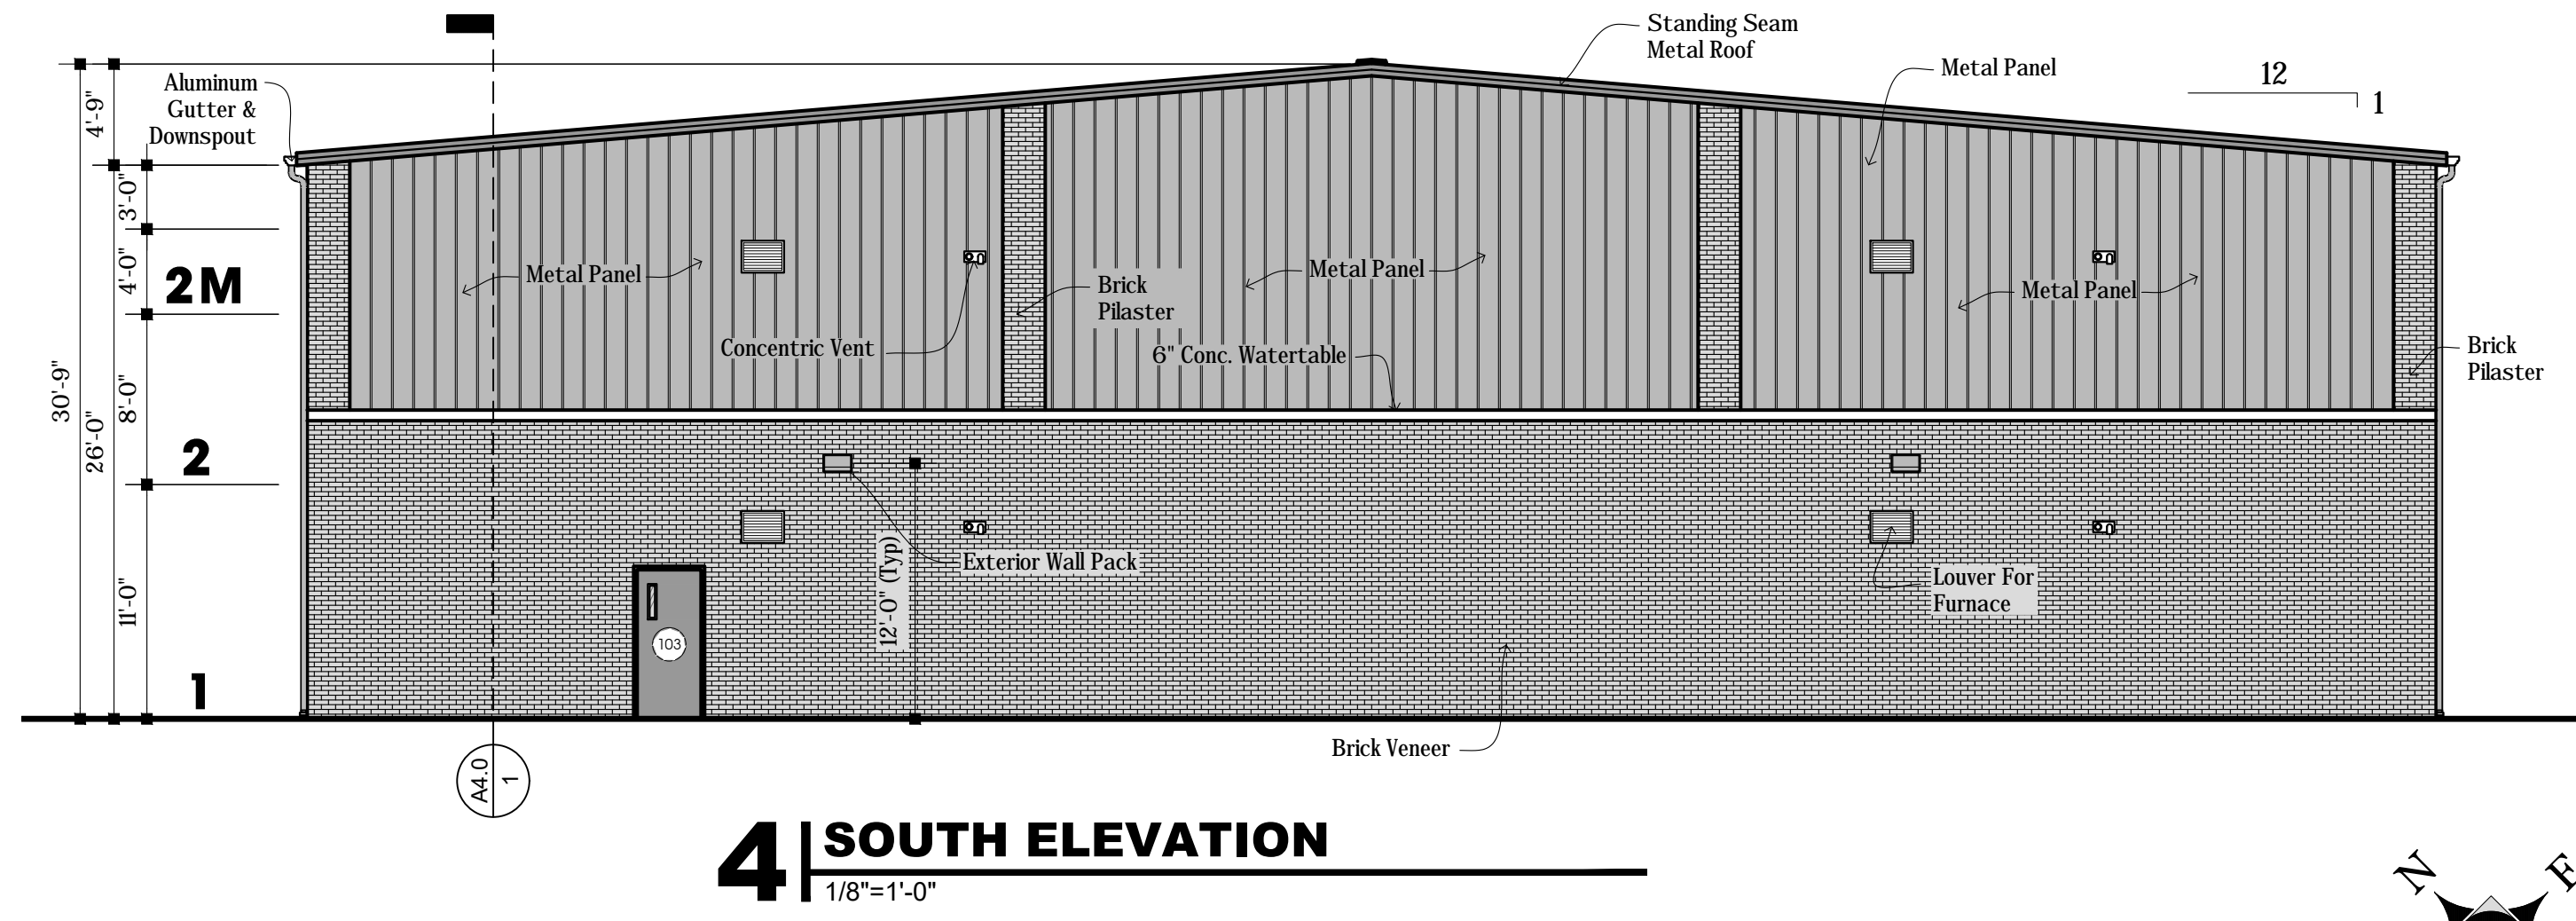 Standing Seam
Metal Roof
Metal Panel
12
1
Aluminum
Gutter &
Downspout
4'-9"
3'-0"
4'-0"
2M
Metal Panel
Metal Panel
Metal Panel
Brick
Pilaster
Concentric Vent
6" Conc. Watertable
Brick
Pilaster
30'-9"
26'-0"
8'-0"
2
Exterior Wall Pack
12'-0" (Typ)
Louver For
Furnace
11'-0"
103
1
Brick Veneer
A4.0
1
4
SOUTH ELEVATION
1/8"=1'-0"
N
E